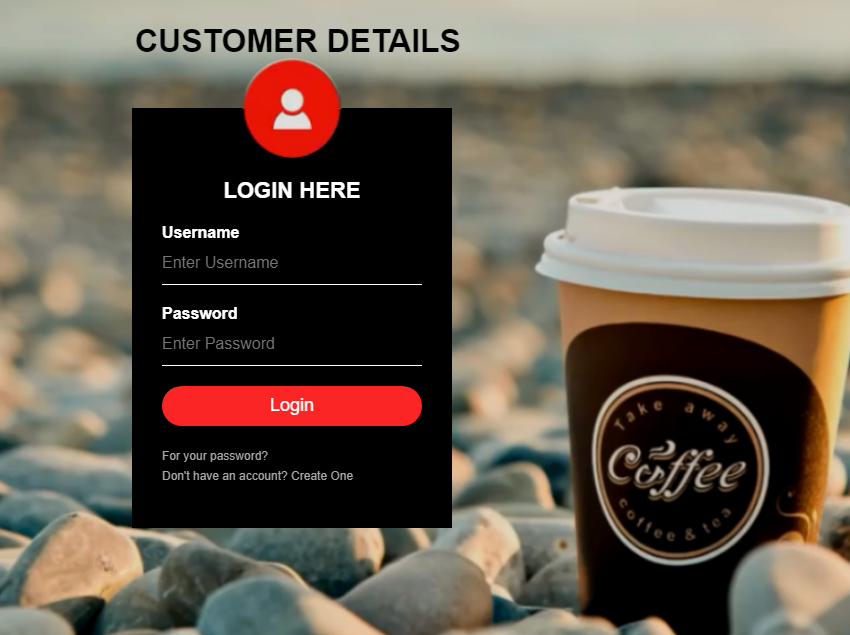 CUSTOMER DETAILS
LOGIN HERE
Username
Enter Username
Password
Enter Password
Login
For your password?
Don't have an account? Create One
Take away
Coffee
coffee & tea